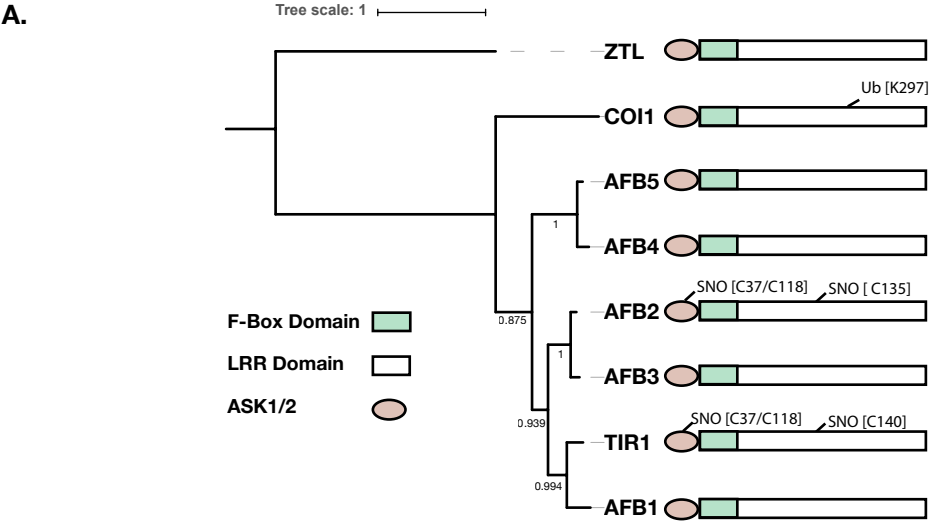 A.
Tree scale: 1
ZTL
Ub [K297]
COI1
AFB5
1
AFB4
SNO [C37/C118]
SNO [ C135]
AFB2
0.875
F-Box Domain
1
LRR Domain
AFB3
ASK1/2
SNO [C37/C118]
SNO [C140]
0.939
TIR1
0.994
AFB1